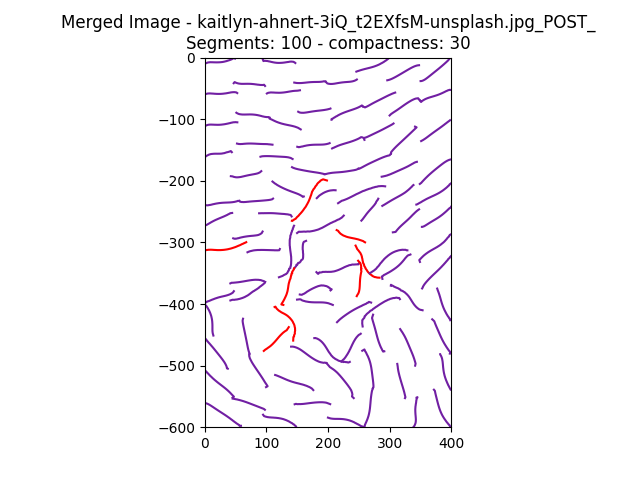 Merged Image - kaitlyn-ahnert-3iQ_t2EXfsM-unsplash.jpg_POST_
Segments: 100 - compactness: 30
0
−100
−200
−300
−400
−500
−600
0 100 200 300 400